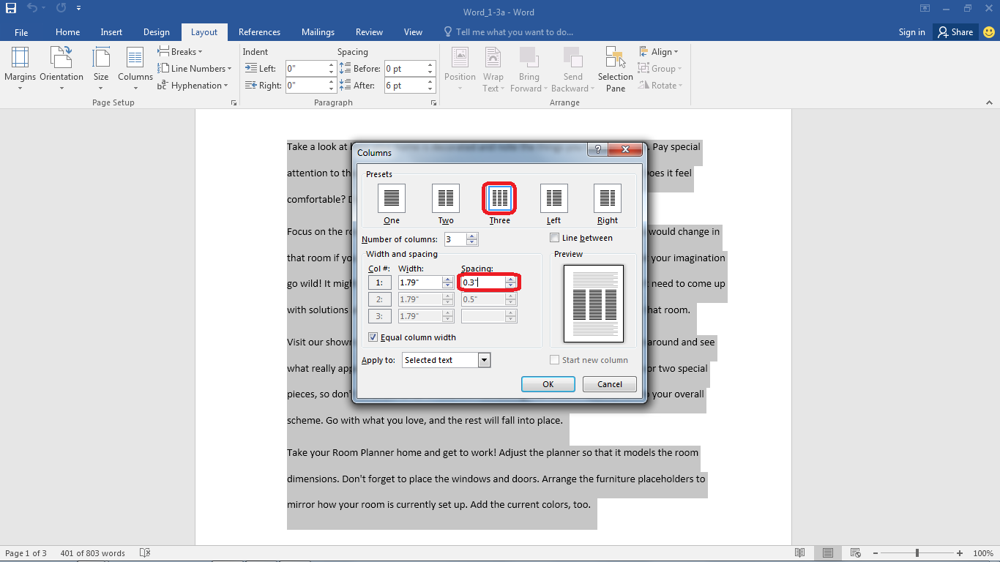 Word_1-3a - Word
File Home Insert Design Layout References Mailings Review View Tell me what you want to do... Sign in Share
Margins Orientation Size Columns
Breaks
Line Numbers
Hyphenation
Page Setup
Indent Spacing
Left: 0" Before: 0 pt
Right: 0" After: 6 pt
Paragraph
Position Wrap Text Bring Forward Send Backward Selection Pane
Align
Group
Rotate
Arrange
Take a look at . Pay special
attention to th oes it feel
comfortable? D
Focus on the ro would change in
that room if yo your imagination
go wild! It migh need to come up
with solutions hat room.
Visit our showr around and see
what really app or two special
pieces, so don' your overall
scheme. Go with what you love, and the rest will fall into place.
Take your Room Planner home and get to work! Adjust the planner so that it models the room
dimensions. Don't forget to place the windows and doors. Arrange the furniture placeholders to
mirror how your room is currently set up. Add the current colors, too.
Columns ?
Presets
One Two Three Left Right
Number of columns: 3 Line between
Width and spacing Preview
Col #: Width: Spacing:
1: 1.79" 0.3"
2: 1.79" 0.5"
3: 1.79"
Equal column width
Apply to: Selected text Start new column
OK Cancel
Page 1 of 3 401 of 803 words 100%